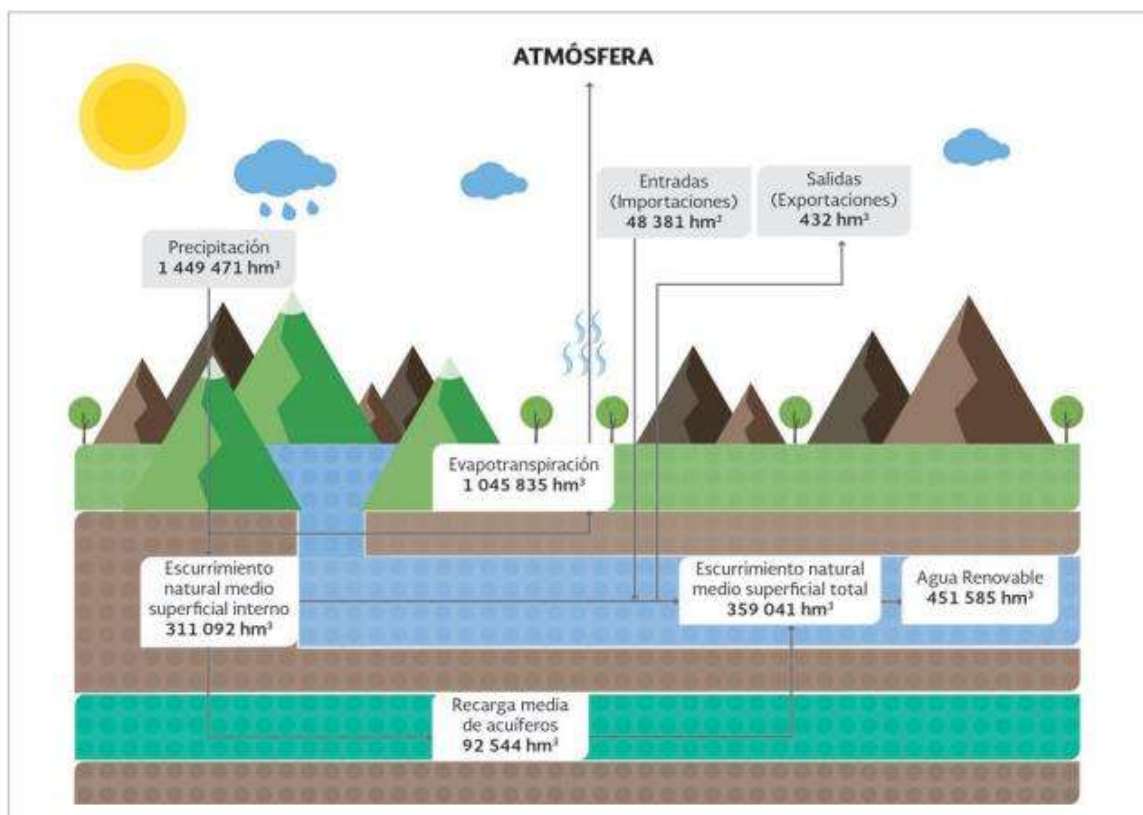 ATMÓSFERA
Entradas
(Importaciones)
48 381 hm³
Salidas
(Exportaciones)
432 hm³
Precipitación
1 449 471 hm³
Evapotranspiración
1 045 835 hm³
Escurrimiento
natural medio
superficial interno
311 092 hm³
Escurrimiento natural
medio superficial total
359 041 hm³
Agua Renovable
451 585 hm³
Recarga media
de acuíferos
92 544 hm³